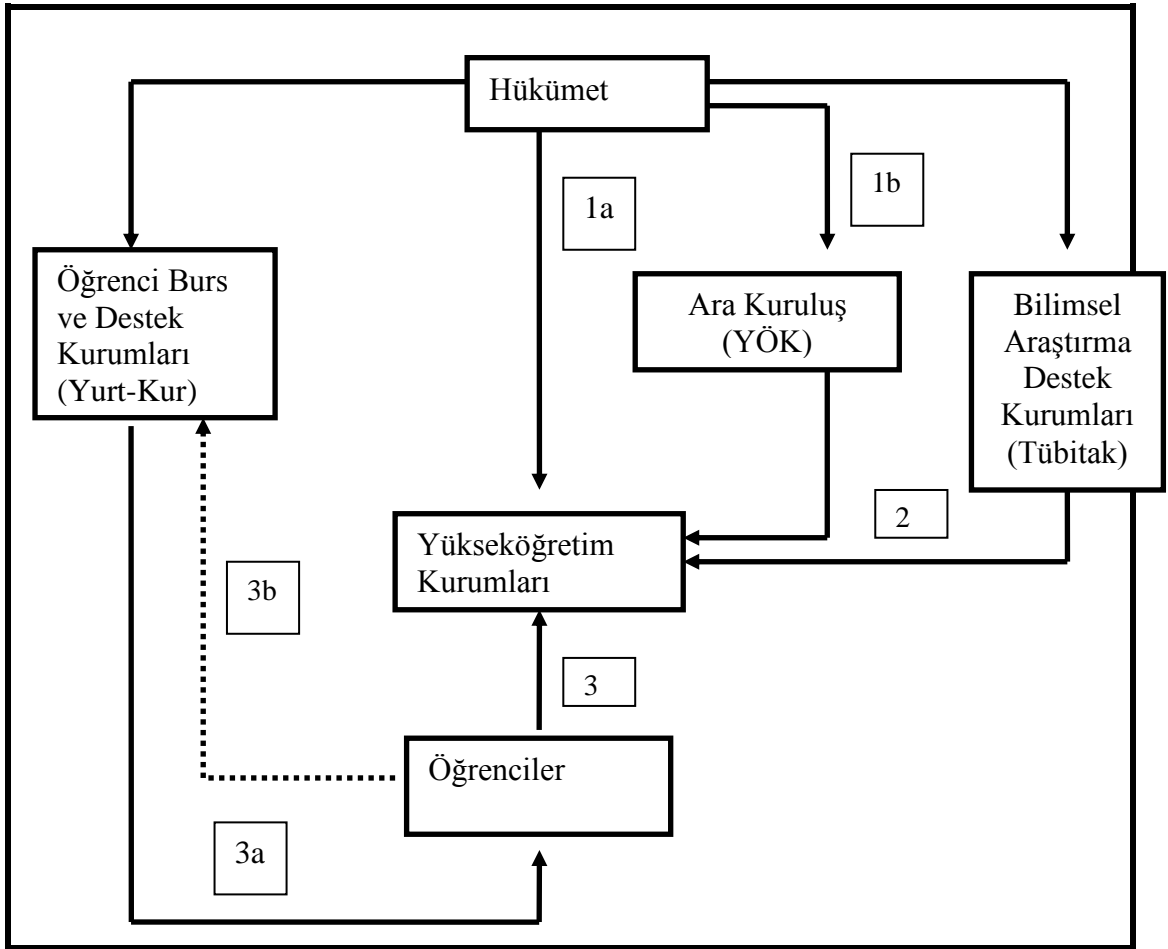 Hükümet
1a
1b
Öğrenci Burs
ve Destek
Kurumları
(Yurt-Kur)
Ara Kuruluş
(YÖK)
Bilimsel
Araştırma
Destek
Kurumları
(Tübitak)
2
Yükseköğretim
Kurumları
3b
3
Öğrenciler
3a